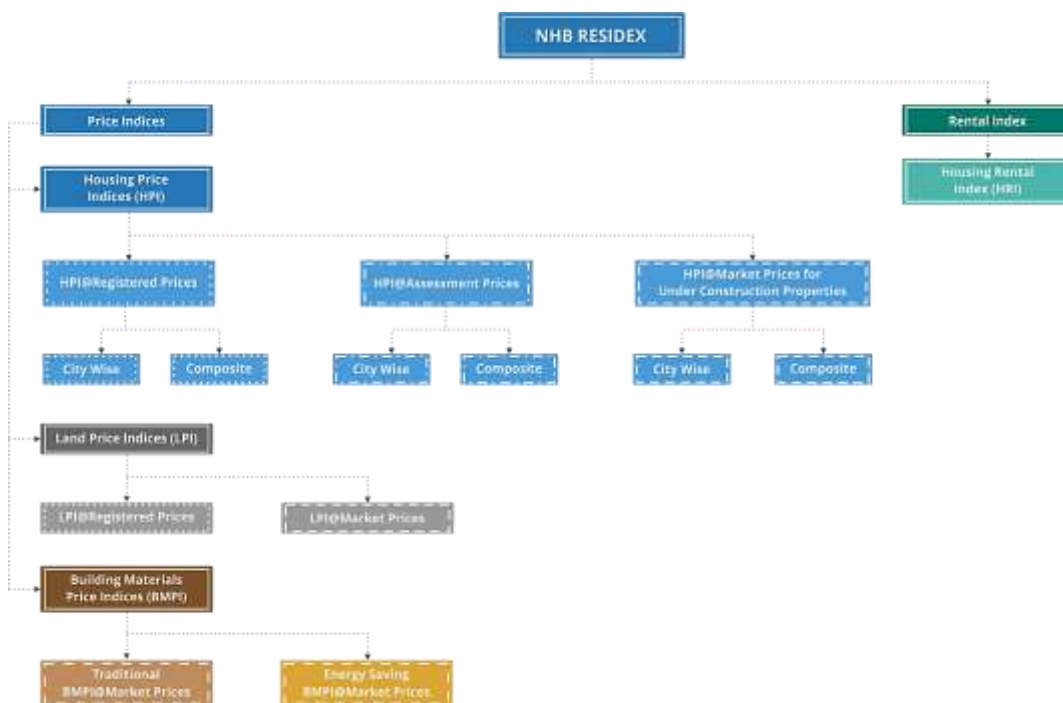 NHB RESIDEX
Price Indices
Rental Index
Housing Price
Indices (HPI)
Housing Rental
Index (HRI)
HPI@Registered Prices
HPI@Assessment Prices
HPI@Market Prices for
Under Construction Properties
City Wise
Composite
City Wise
Composite
City Wise
Composite
Land Price Indices (LPI)
LPI@Registered Prices
LPI@Market Prices
Building Materials
Price Indices (BMPI)
Traditional
BMPI@Market Prices
Energy Saving
BMPI@Market Prices